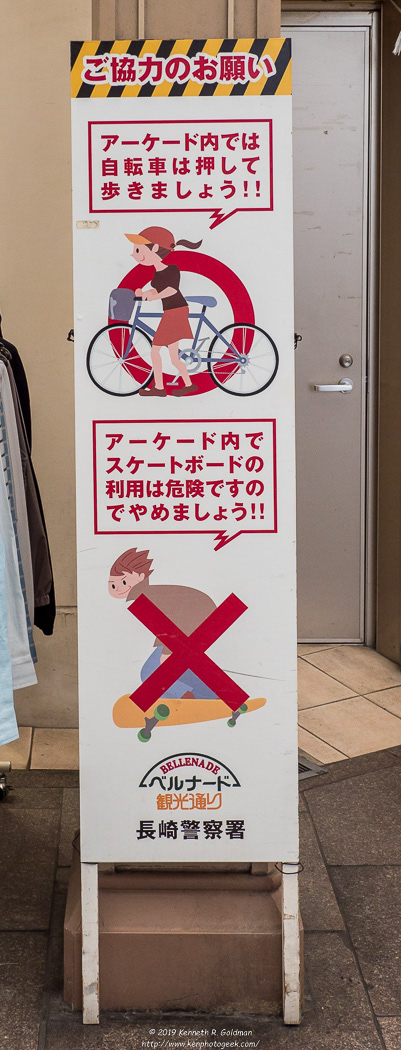 ご協力のお願い
アーケード内では
自転車は押して
歩きましょう!!
アーケード内で
スケートボードの
利用は危険ですの
でやめましょう!!
BELLENADE
ベルナード
観光通り
長崎警察署
© 2019 Kenneth R. Goldman
http://www.kenphotogeek.com/